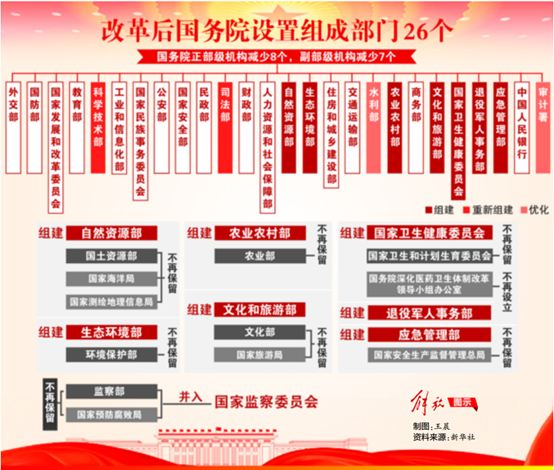 改革后国务院设置组成部门26个
国务院正部级机构减少8个，副部级机构减少7个
外交部
国防部
国家发展和改革委员会
教育部
科学技术部
工业和信息化部
国家民族事务委员会
公安部
国家安全部
民政部
司法部
财政部
人力资源和社会保障部
自然资源部
生态环境部
住房和城乡建设部
交通运输部
水利部
农业农村部
商务部
文化和旅游部
国家卫生健康委员会
退役军人事务部
应急管理部
中国人民银行
审计署
组建 重新组建 优化
组建 自然资源部
国土资源部
国家海洋局
国家测绘地理信息局
不再保留
组建 生态环境部
环境保护部
不再保留
组建 农业农村部
农业部
不再保留
组建 文化和旅游部
文化部
国家旅游局
不再保留
组建 国家卫生健康委员会
国家卫生和计划生育委员会
不再保留
国务院深化医药卫生体制改革
领导小组办公室
不再设立
组建 退役军人事务部
组建 应急管理部
国家安全生产监督管理总局
不再保留
不再保留
监察部
国家预防腐败局
并入
国家监察委员会
解放 图示
制图:王晨
资料来源:新华社